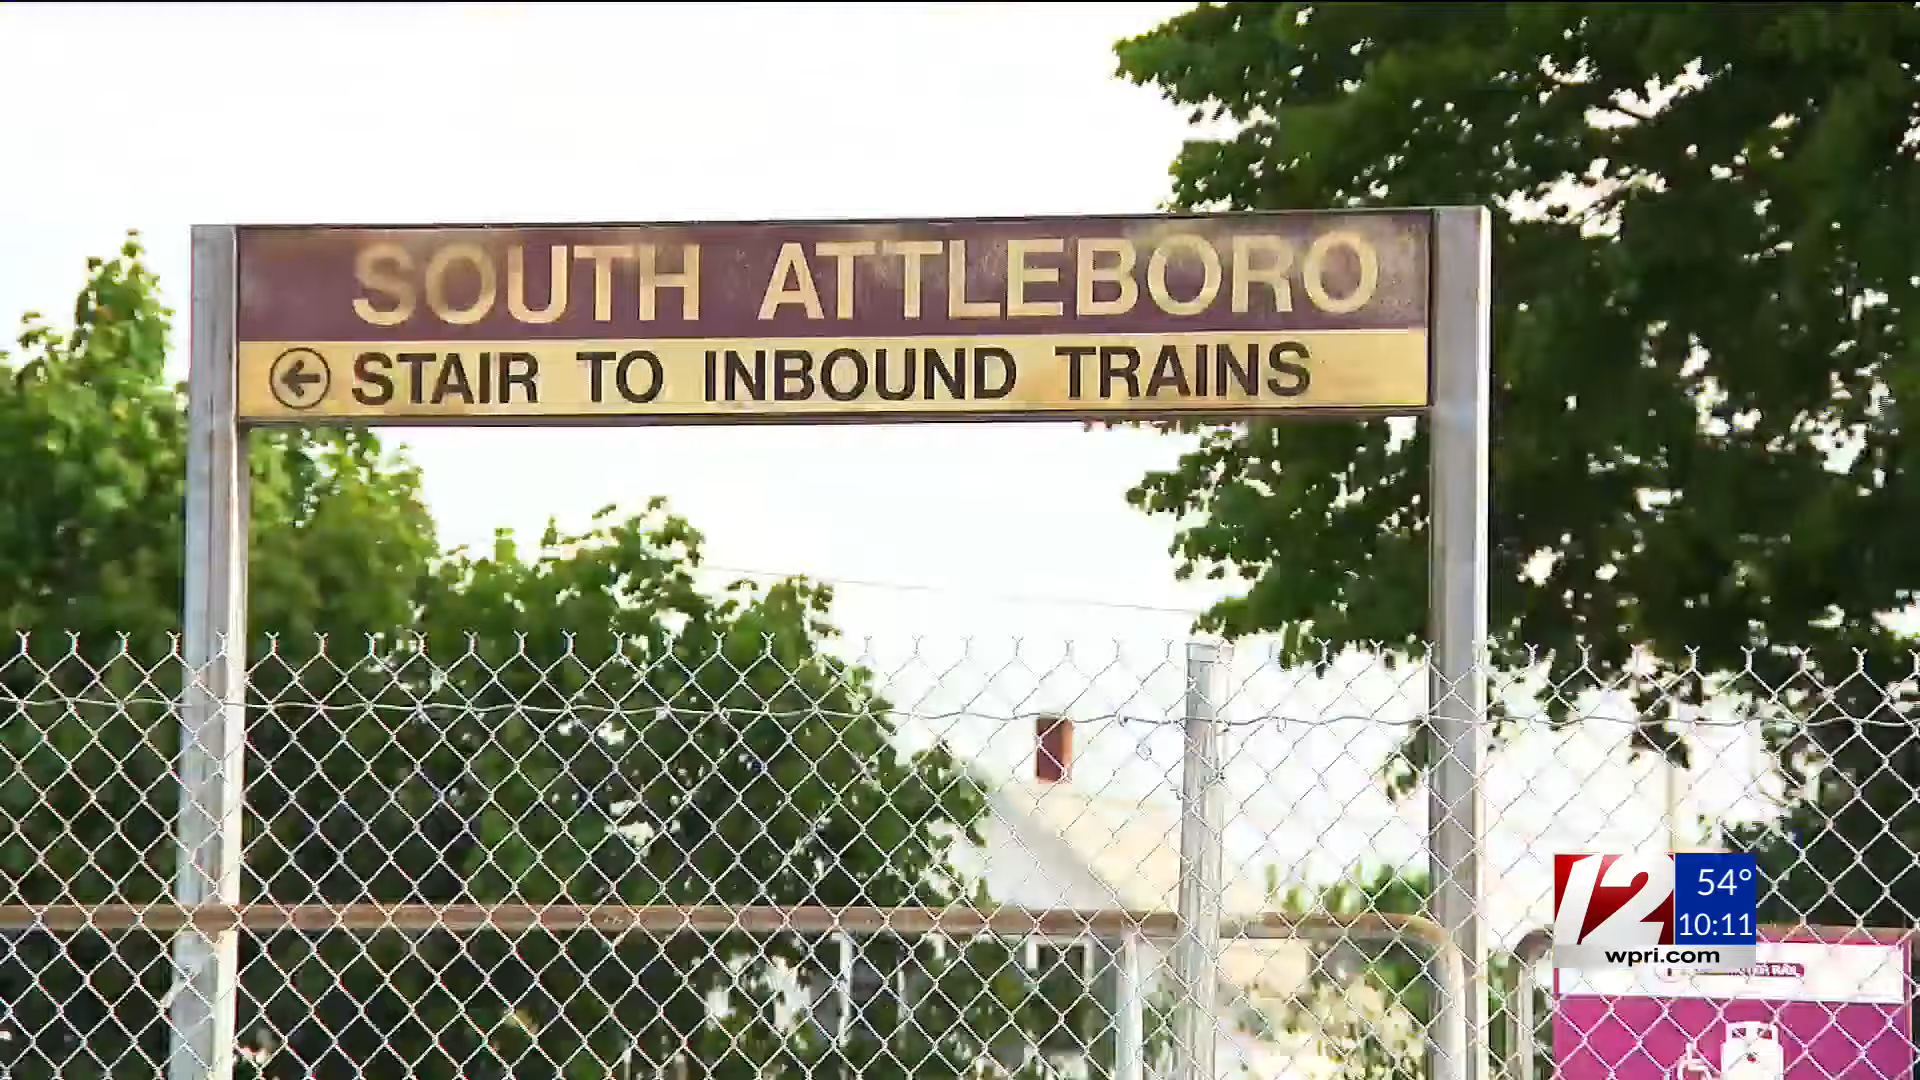 SOUTH ATTLEBORO
STAIR TO INBOUND TRAINS
12
54°
10:11
wpri.com